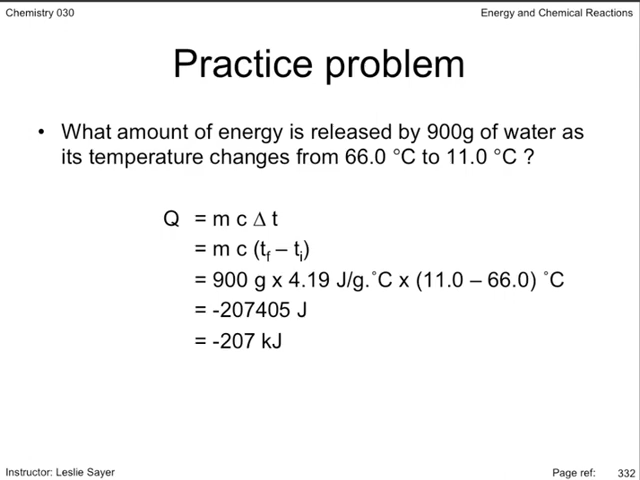 Chemistry 030
Energy and Chemical Reactions
Practice problem
• What amount of energy is released by 900g of water as
its temperature changes from 66.0 °C to 11.0 °C ?
Q = m c Δ t
= m c (tf – ti)
= 900 g x 4.19 J/g.˚C x (11.0 – 66.0) ˚C
= -207405 J
= -207 kJ
Instructor: Leslie Sayer
Page ref: 332